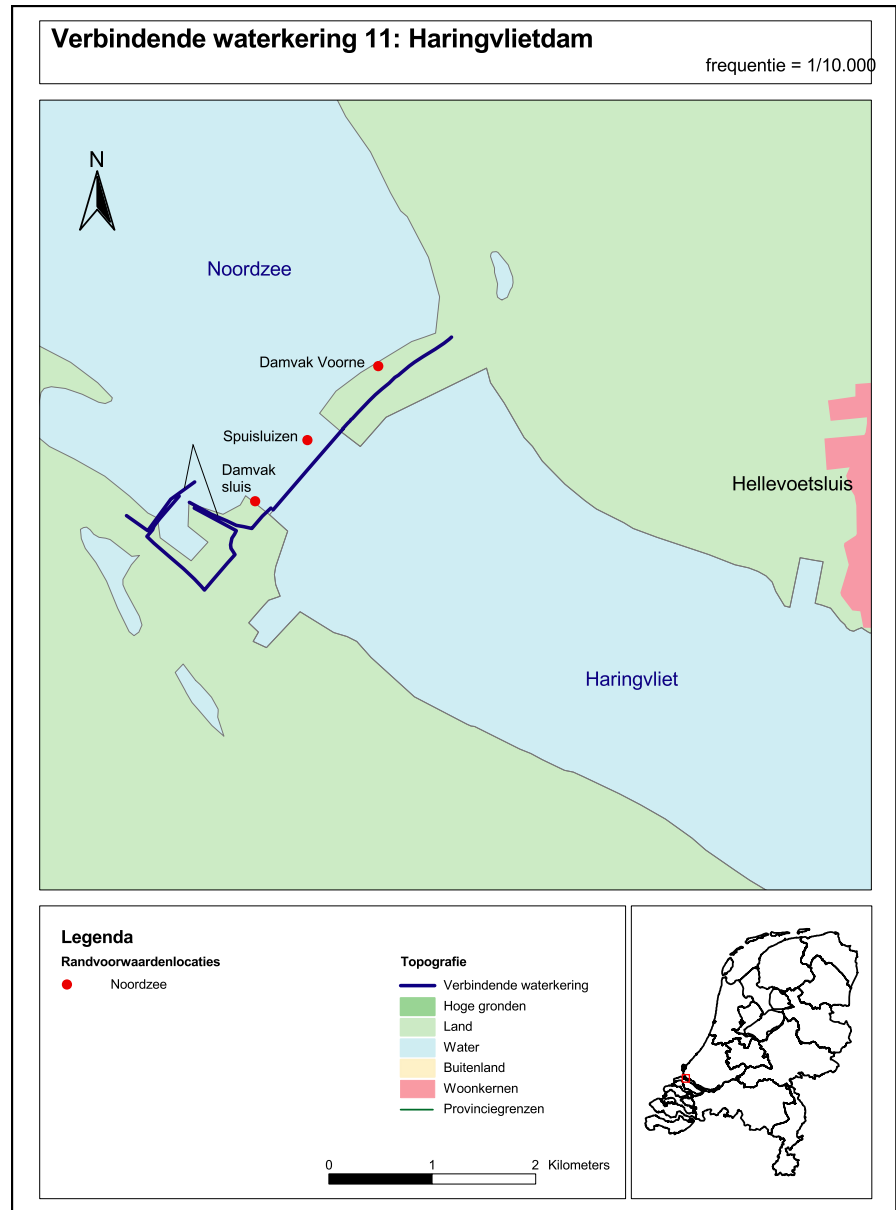 Verbindende waterkering 11: Haringvlietdam
frequentie = 1/10.000
N
Noordzee
Damvak Voorne
Spuisluizen
Damvak
sluis
Hellevoetsluis
Haringvliet
Legenda
Randvoorwaardenlocaties
Noordzee
Topografie
Verbindende waterkering
Hoge gronden
Land
Water
Buitenland
Woonkernen
Provinciegrenzen
0 1 2 Kilometers